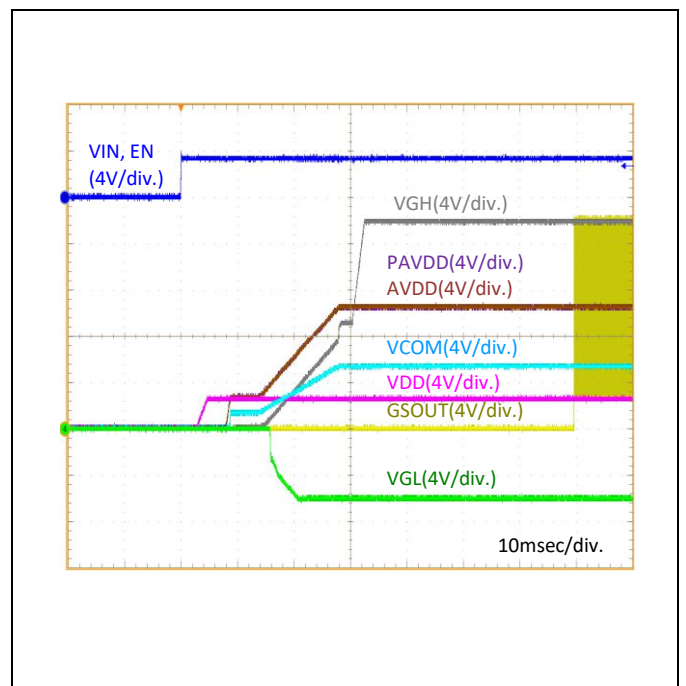 VIN, EN
(4V/div.)
VGH(4V/div.)
PAVDD(4V/div.)
AVDD(4V/div.)
VCOM(4V/div.)
VDD(4V/div.)
GSOUT(4V/div.)
VGL(4V/div.)
10msec/div.